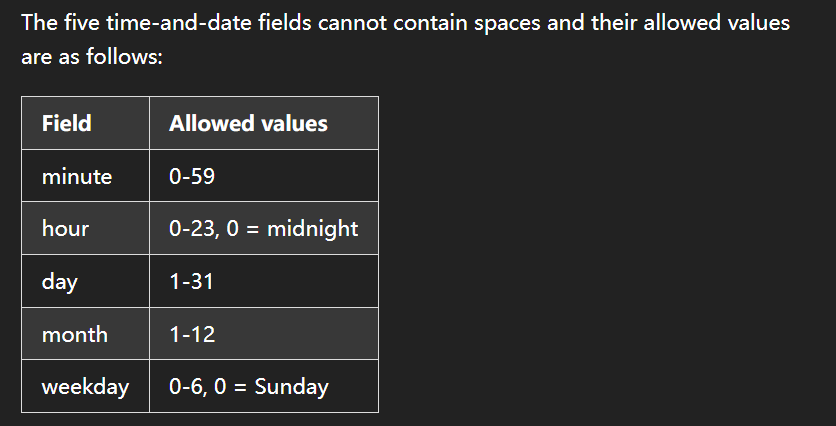 The five time-and-date fields cannot contain spaces and their allowed values
are as follows:
Field Allowed values
minute 0-59
hour 0-23, 0 = midnight
day 1-31
month 1-12
weekday 0-6, 0 = Sunday